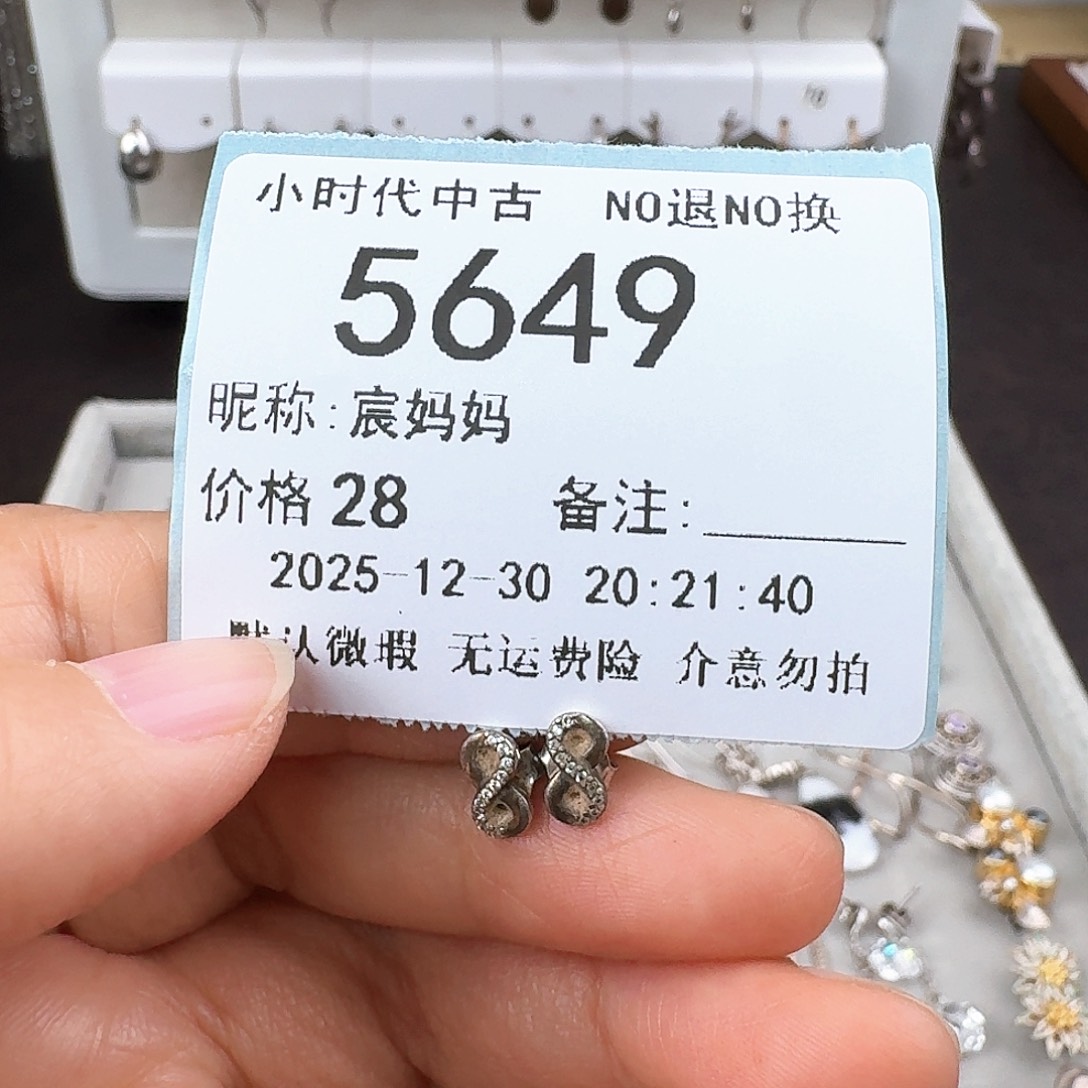 小时代中古 NO退NO换
5649
昵称:宸妈妈
价格 28 备注:
2025-12-30 20:21:40
默认微瑕 无运费险 介意勿拍